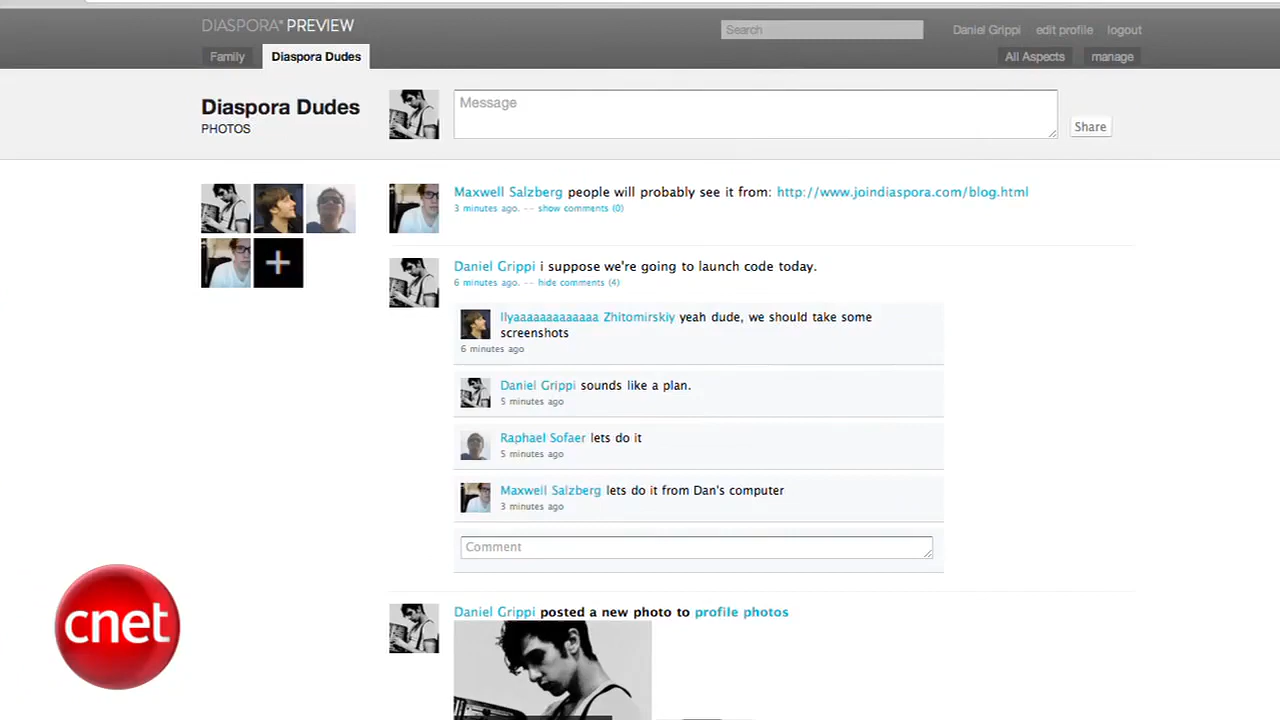 DIASPORA* PREVIEW
Search
Daniel Grippi edit profile logout
Family Diaspora Dudes
All Aspects manage
Diaspora Dudes
PHOTOS
Message
Share
Maxwell Salzberg people will probably see it from: http://www.joindiaspora.com/blog.html
3 minutes ago. -- show comments (0)
Daniel Grippi i suppose we're going to launch code today.
6 minutes ago. -- hide comments (4)
Ilyaaaaaaaaaaaa Zhitomirskiy yeah dude, we should take some
screenshots
6 minutes ago
Daniel Grippi sounds like a plan.
5 minutes ago
Raphael Sofaer lets do it
5 minutes ago
Maxwell Salzberg lets do it from Dan's computer
3 minutes ago
Comment
Daniel Grippi posted a new photo to profile photos
cnet